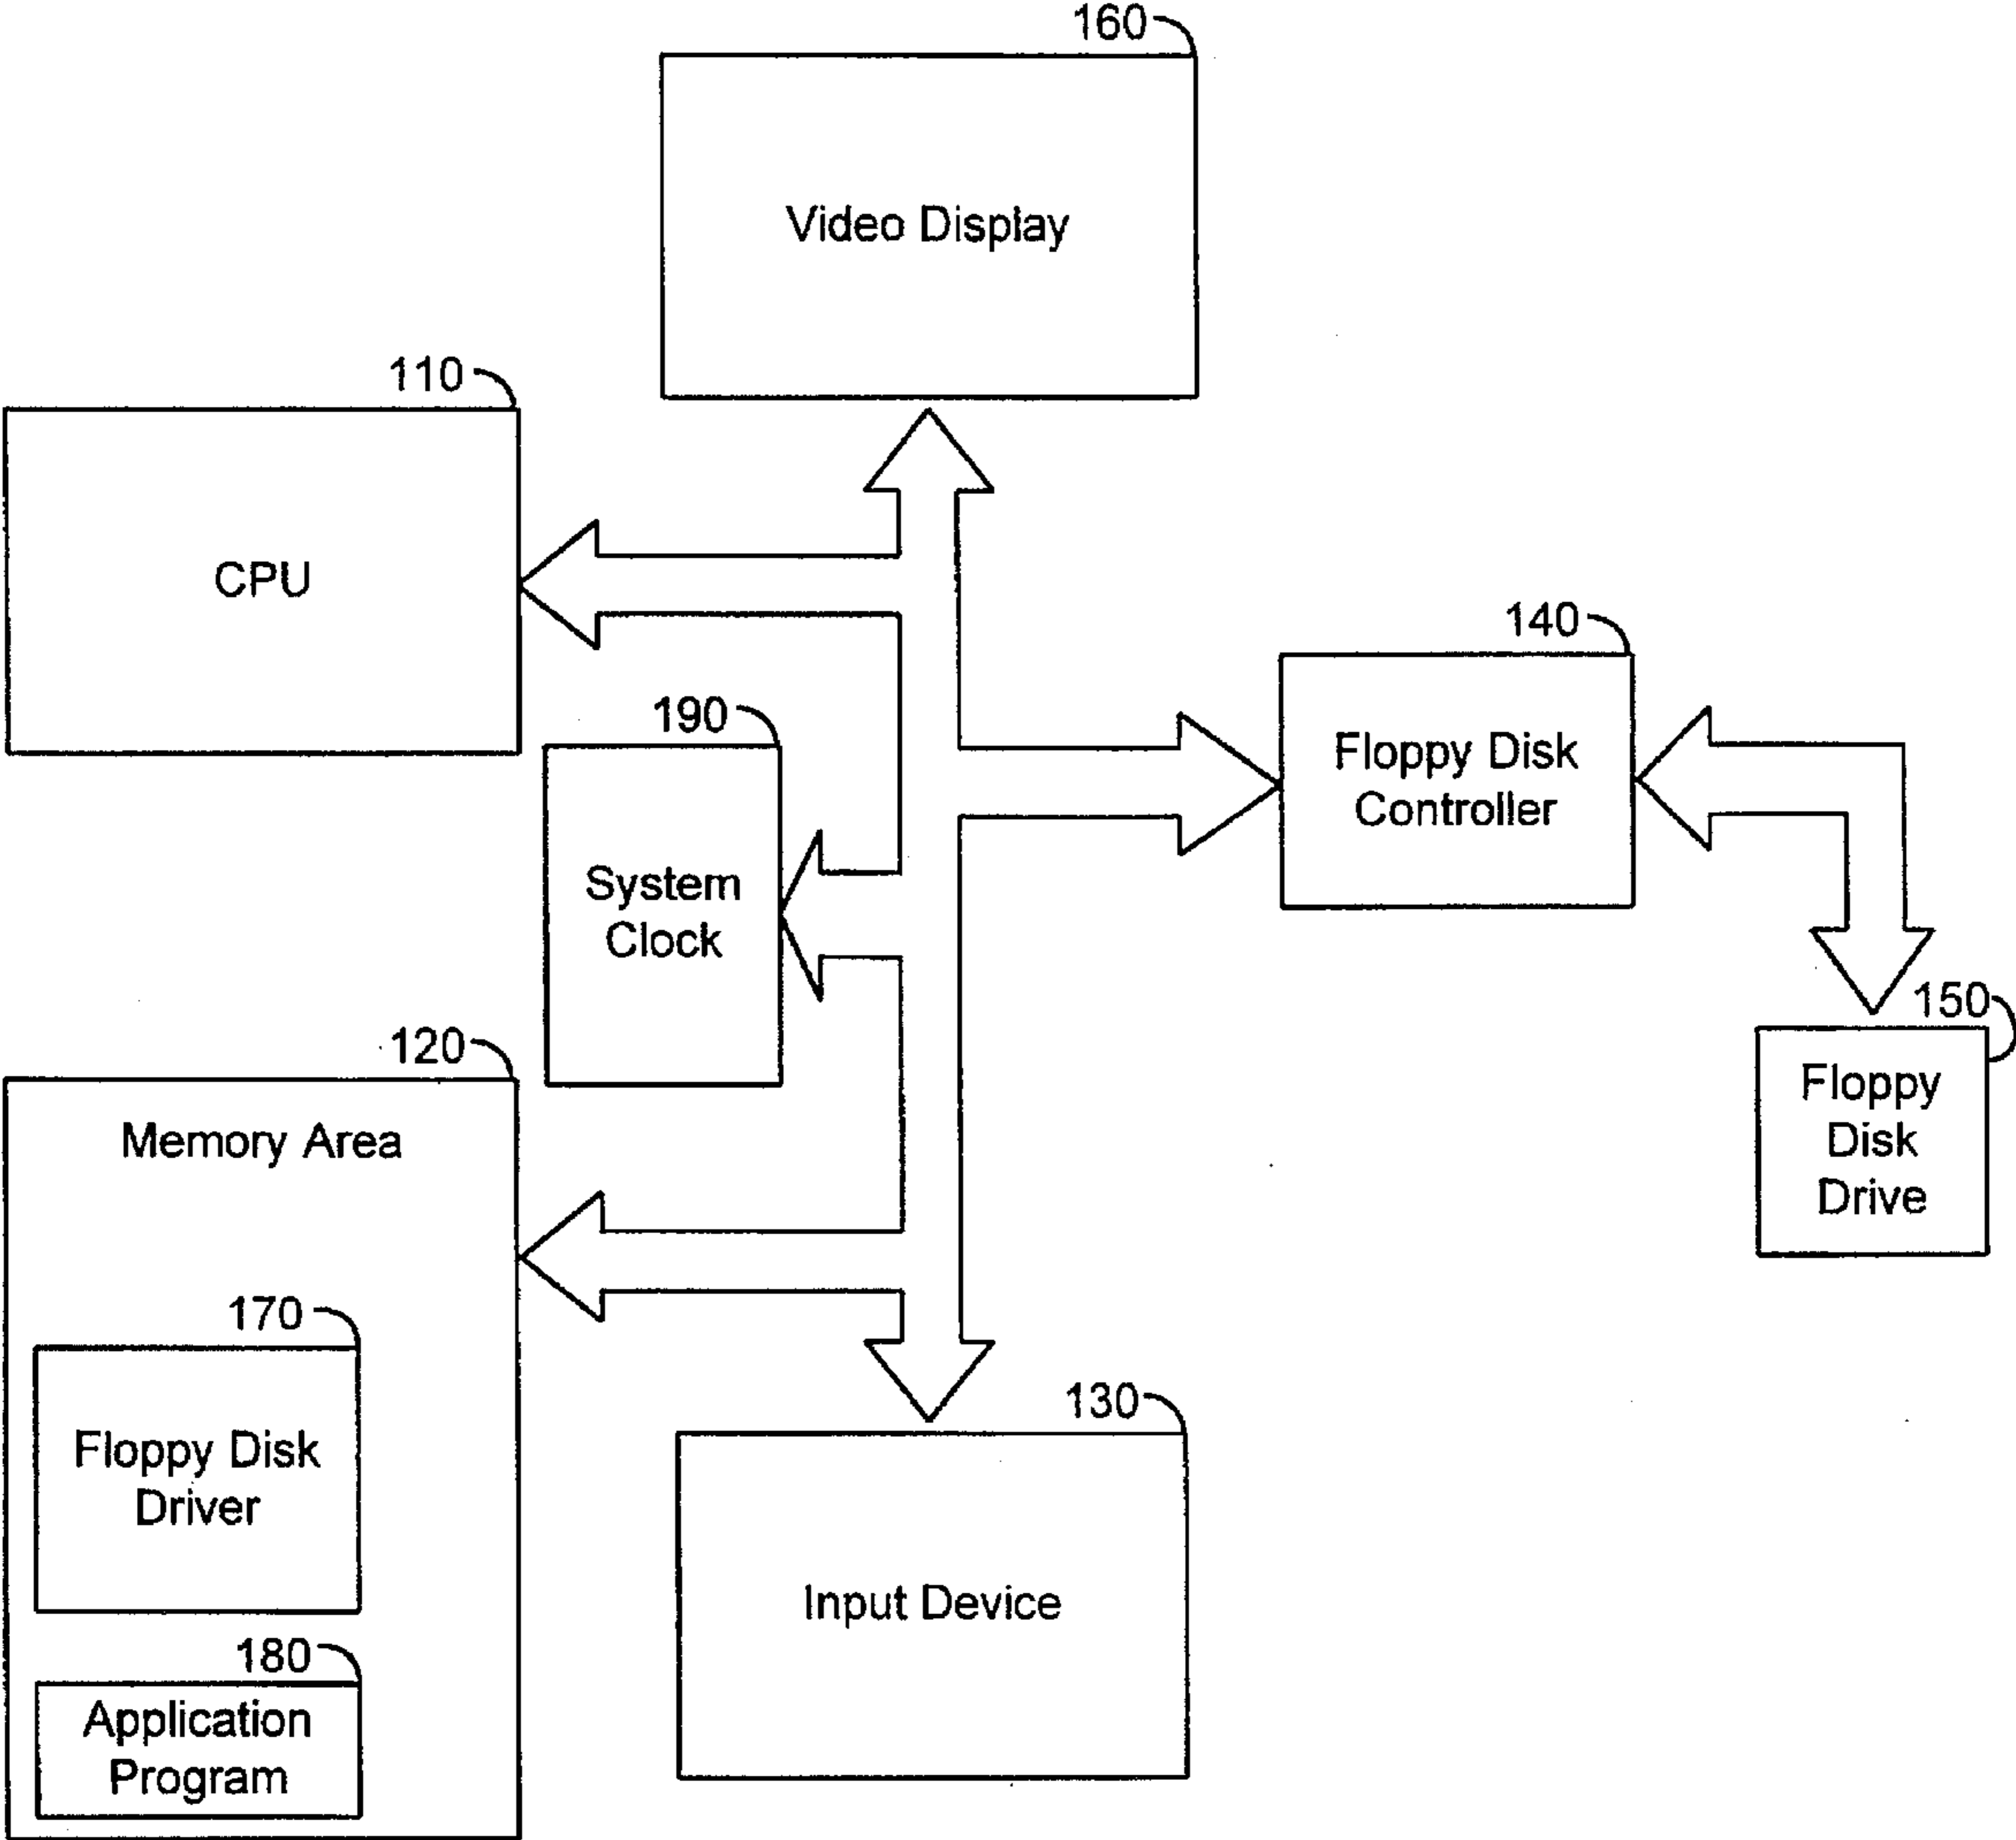 160
Video Display
110
CPU
140
Floppy Disk
Controller
190
System
Clock
150
Floppy
Disk
Drive
120
Memory Area
170
Floppy Disk
Driver
130
Input Device
180
Application
Program